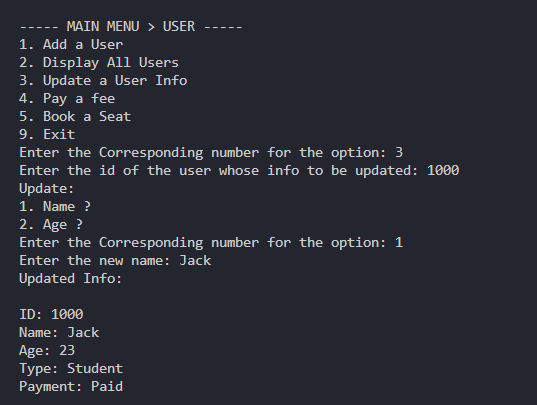 ----- MAIN MENU > USER -----
1. Add a User
2. Display All Users
3. Update a User Info
4. Pay a fee
5. Book a Seat
9. Exit
Enter the Corresponding number for the option: 3
Enter the id of the user whose info to be updated: 1000
Update:
1. Name ?
2. Age ?
Enter the Corresponding number for the option: 1
Enter the new name: Jack
Updated Info:

ID: 1000
Name: Jack
Age: 23
Type: Student
Payment: Paid